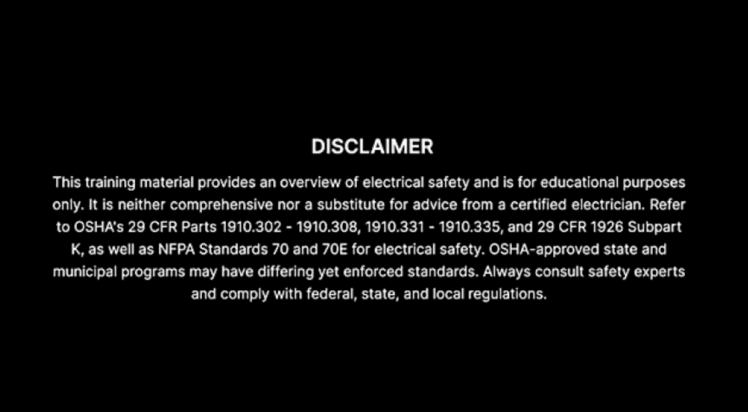 DISCLAIMER
This training material provides an overview of electrical safety and is for educational purposes
only. It is neither comprehensive nor a substitute for advice from a certified electrician. Refer
to OSHA's 29 CFR Parts 1910.302 - 1910.308, 1910.331 - 1910.335, and 29 CFR 1926 Subpart
K, as well as NFPA Standards 70 and 70E for electrical safety. OSHA-approved state and
municipal programs may have differing yet enforced standards. Always consult safety experts
and comply with federal, state, and local regulations.